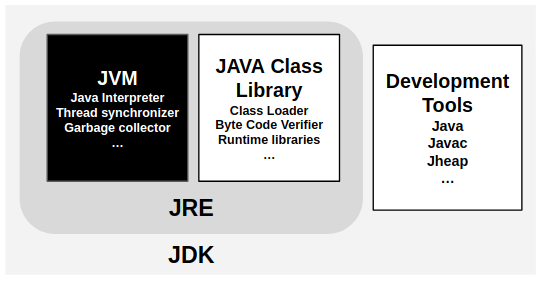 JVM
Java Interpreter
Thread synchronizer
Garbage collector
...
JAVA Class
Library
Class Loader
Byte Code Verifier
Runtime libraries
...
Development
Tools
Java
Javac
Jheap
...
JRE
JDK